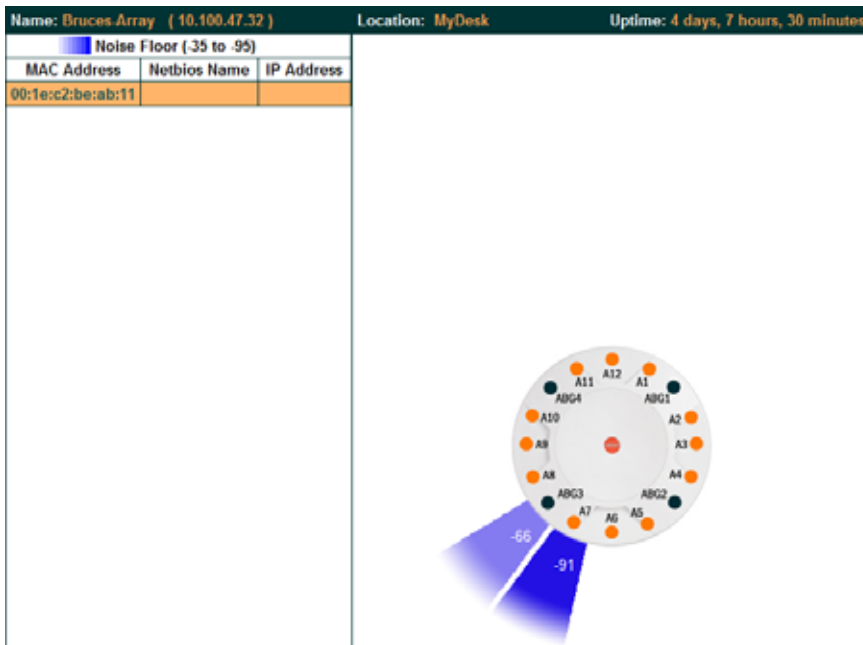 Name: Bruces-Array ( 10.100.47.32 ) Location: MyDesk Uptime: 4 days, 7 hours, 30 minutes
Noise Floor (-35 to -95)
MAC Address Netbios Name IP Address
00:1e:c2:be:ab:11
A12
A11 A1
ABG4 ABG1
A10 A2
A9 A3
A8 A4
ABG3 ABG2
A7 A6 A5
-66
-91